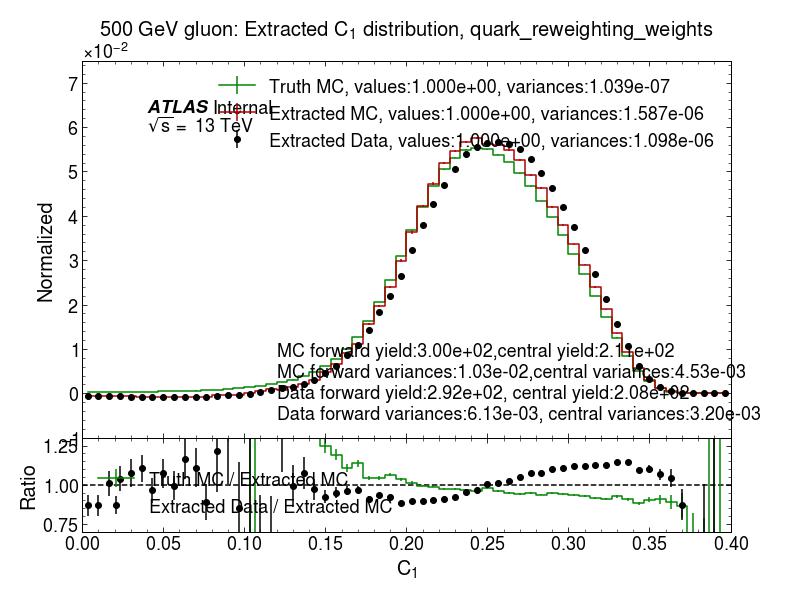 500 GeV gluon: Extracted C1 distribution, quark_reweighting_weights
×10−2
Truth MC, values:1.000e+00, variances:1.039e-07
ATLAS Internal
Extracted MC, values:1.000e+00, variances:1.587e-06
√s = 13 TeV
Extracted Data, values:1.000e+00, variances:1.098e-06
7
6
5
4
3
2
1
0
−1
Normalized
MC forward yield:3.00e+02,central yield: e+02
MC forward variances:1.03e-02,central variances:4.53e-03
Data forward yield:2.92e+02, central yield:2.08e+02
Data forward variances:6.13e-03, central variances:3.20e-03
1.25
1.00
0.75
Ratio
Truth MC / Extracted MC
Extracted Data / Extracted MC
0.00 0.05 0.10 0.15 0.20 0.25 0.30 0.35 0.40
C1